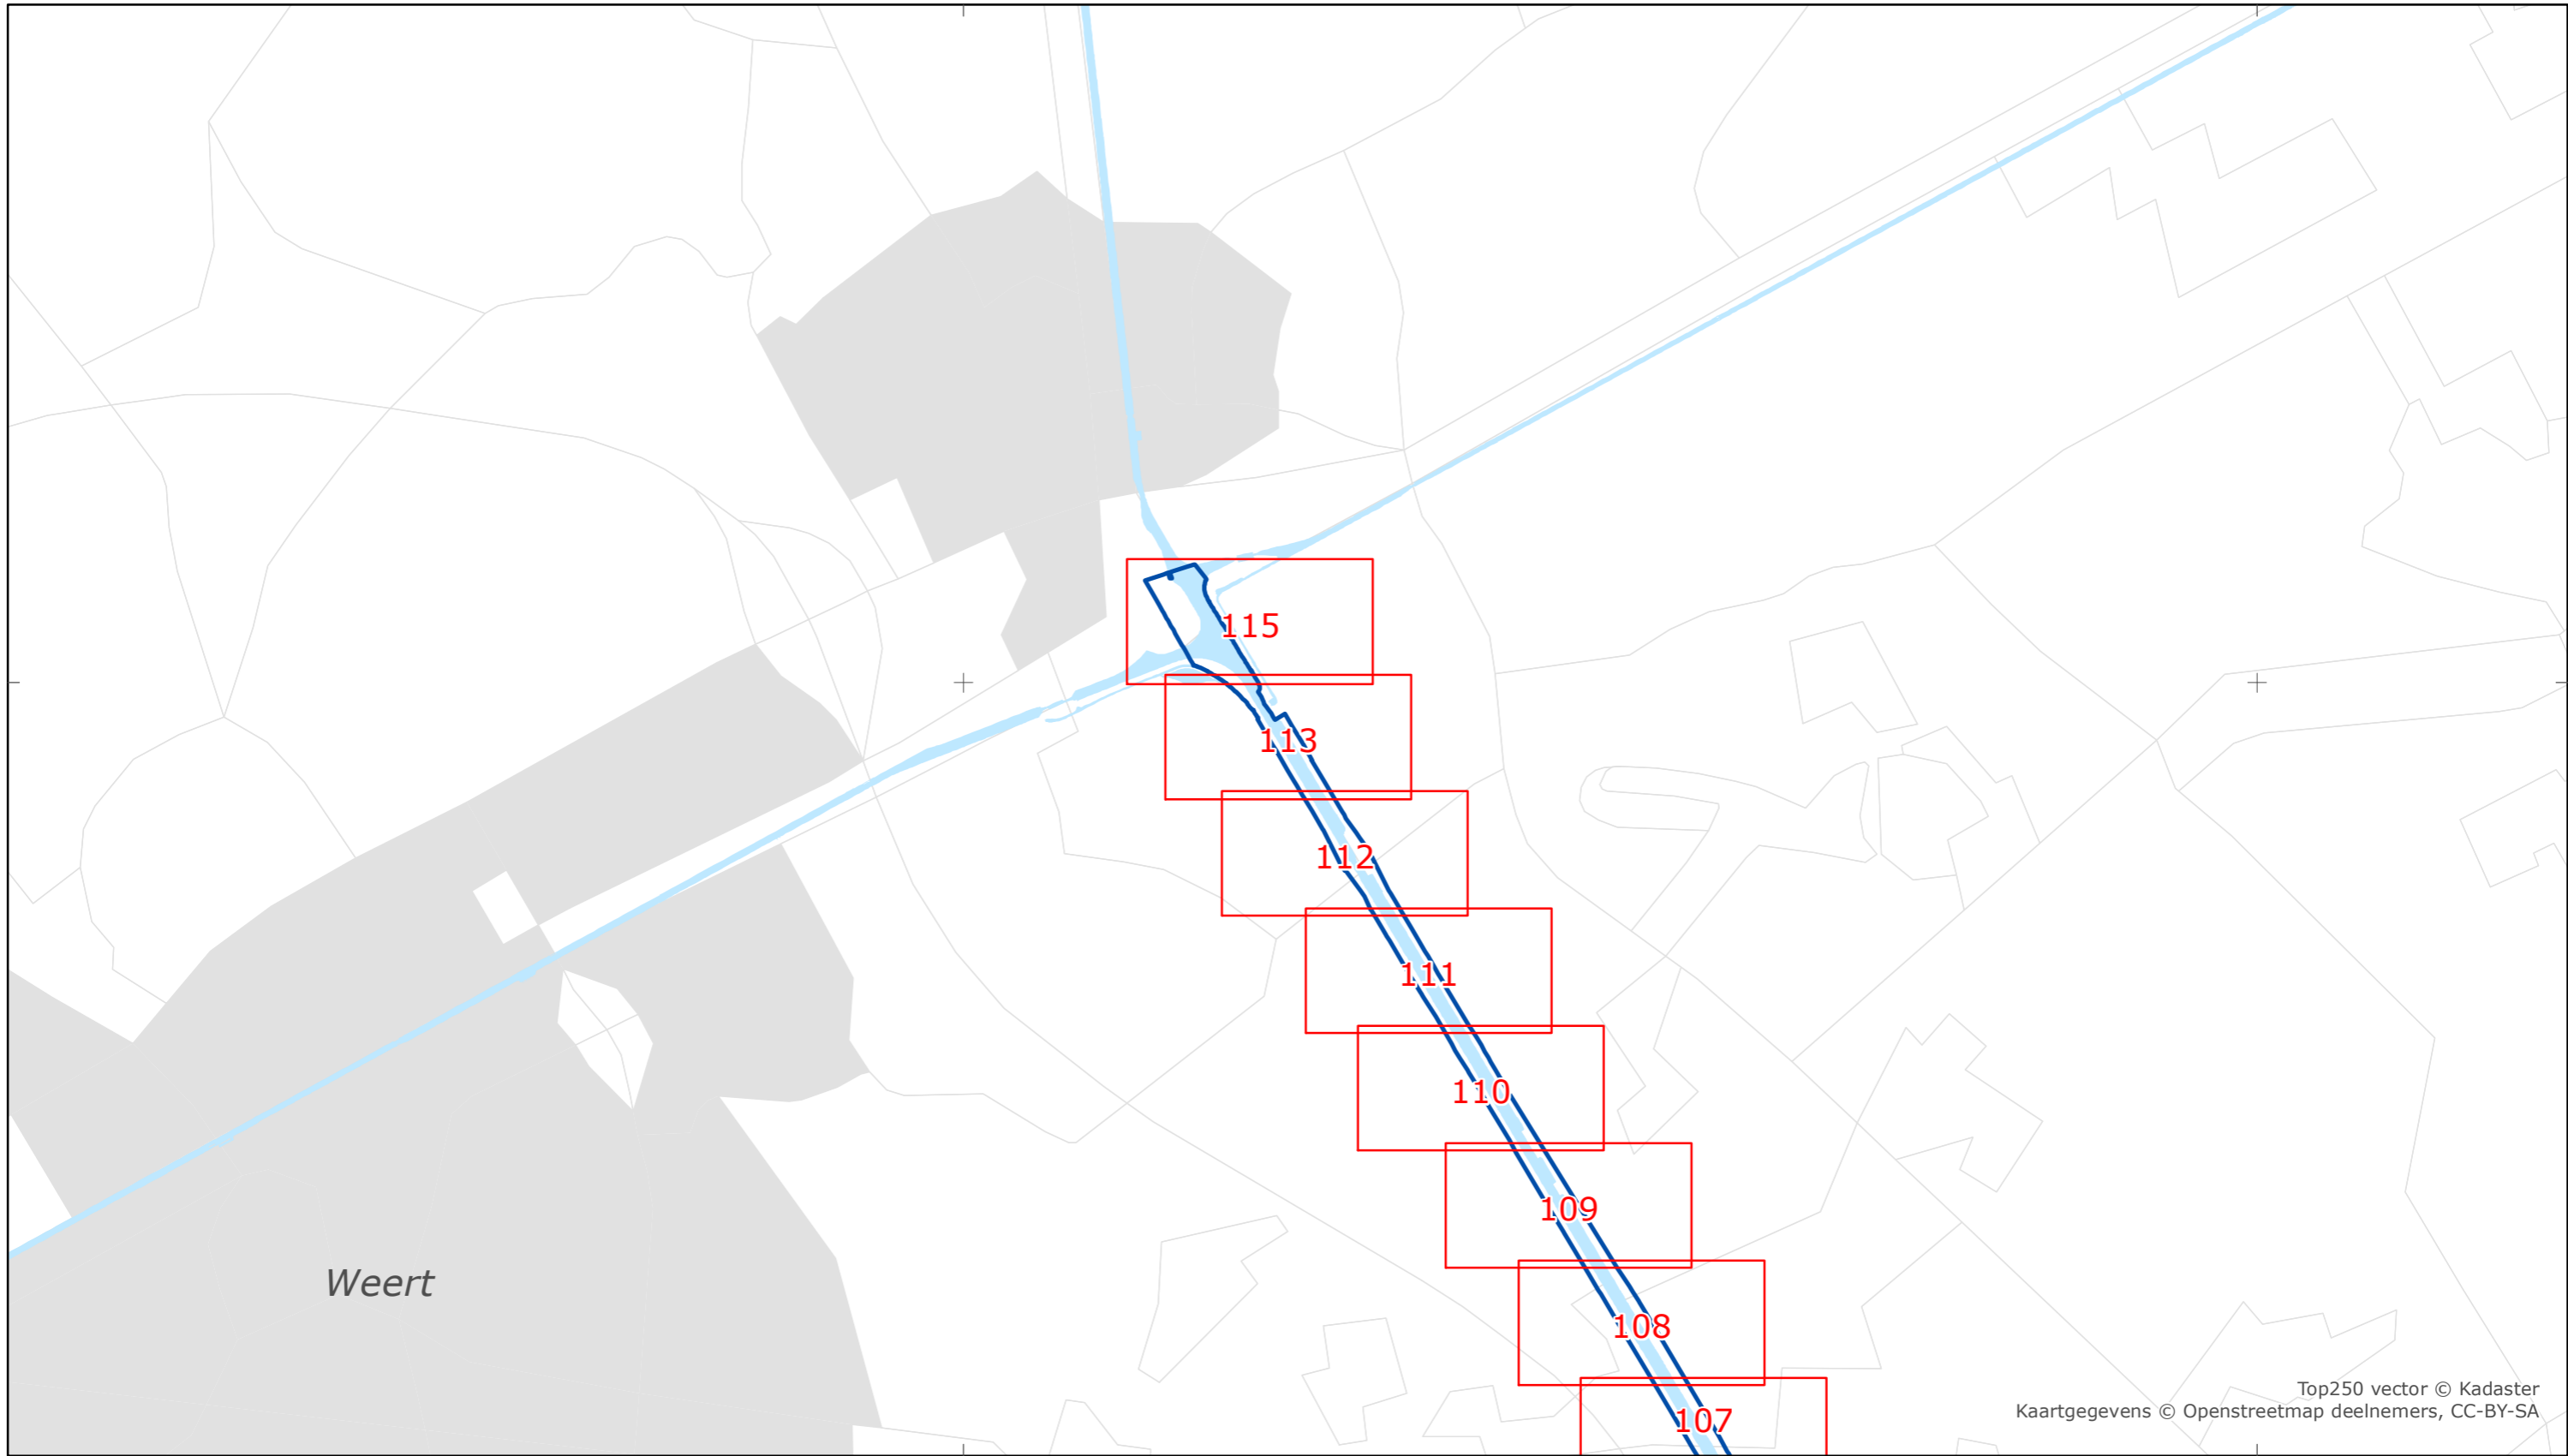 115
113
112
111
110
109
108
107
Weert
Top250 vector © Kadaster
Kaartgegevens © Openstreetmap deelnemers, CC-BY-SA